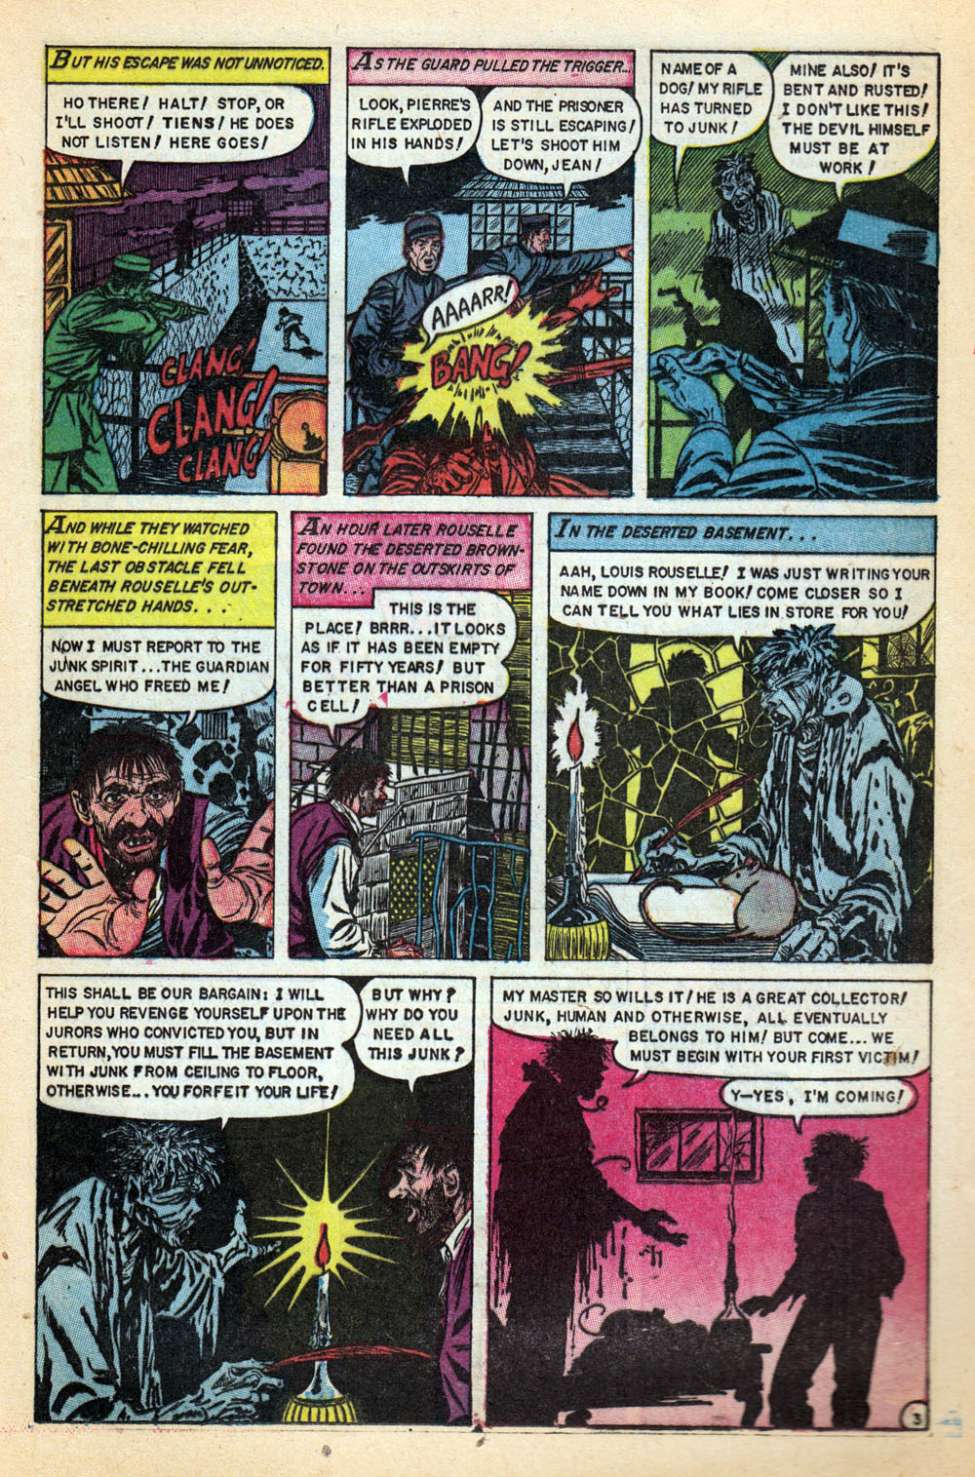 BUT HIS ESCAPE WAS NOT UNNOTICED.
HO THERE! HALT! STOP, OR
I'LL SHOOT! TIENS! HE DOES
NOT LISTEN! HERE GOES!
CLANG!
CLANG!
CLANG!
AS THE GUARD PULLED THE TRIGGER...
LOOK, PIERRE'S
RIFLE EXPLODED
IN HIS HANDS!
AND THE PRISONER
IS STILL ESCAPING!
LET'S SHOOT HIM
DOWN, JEAN!
AAAARR!
BANG!
NAME OF A
DOG! MY RIFLE
HAS TURNED
TO JUNK!
MINE ALSO! IT'S
BENT AND RUSTED!
I DON'T LIKE THIS!
THE DEVIL HIMSELF
MUST BE AT
WORK!
AND WHILE THEY WATCHED
WITH BONE-CHILLING FEAR,
THE LAST OBSTACLE FELL
BENEATH ROUSELLE'S OUT-
STRETCHED HANDS...
NOW I MUST REPORT TO THE
JUNK SPIRIT...THE GUARDIAN
ANGEL WHO FREED ME!
AN HOUR LATER ROUSELLE
FOUND THE DESERTED BROWN-
STONE ON THE OUTSKIRTS OF
TOWN...
THIS IS THE
PLACE! BRRR...IT LOOKS
AS IF IT HAS BEEN EMPTY
FOR FIFTY YEARS! BUT
BETTER THAN A PRISON
CELL!
IN THE DESERTED BASEMENT...
AAH, LOUIS ROUSELLE! I WAS JUST WRITING YOUR
NAME DOWN IN MY BOOK! COME CLOSER SO I
CAN TELL YOU WHAT LIES IN STORE FOR YOU!
THIS SHALL BE OUR BARGAIN: I WILL
HELP YOU REVENGE YOURSELF UPON THE
JURORS WHO CONVICTED YOU, BUT IN
RETURN, YOU MUST FILL THE BASEMENT
WITH JUNK FROM CEILING TO FLOOR,
OTHERWISE...YOU FORFEIT YOUR LIFE!
BUT WHY?
WHY DO YOU
NEED ALL
THIS JUNK?
MY MASTER SO WILLS IT! HE IS A GREAT COLLECTOR!
JUNK, HUMAN AND OTHERWISE, ALL EVENTUALLY
BELONGS TO HIM! BUT COME...WE
MUST BEGIN WITH YOUR FIRST VICTIM!
Y-YES, I'M COMING!
3